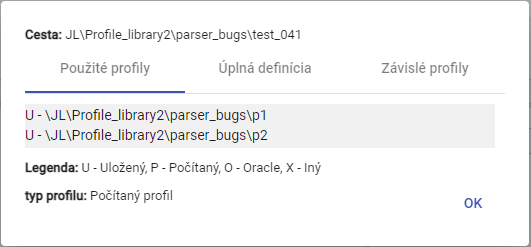 Cesta: JL\Profile_library2\parser_bugs\test_041
Použité profily
Úplná definícia
Závislé profily
U - \JL\Profile_library2\parser_bugs\p1
U - \JL\Profile_library2\parser_bugs\p2
Legenda: U - Uložený, P - Počítaný, O - Oracle, X - Iný
typ profilu: Počítaný profil
OK